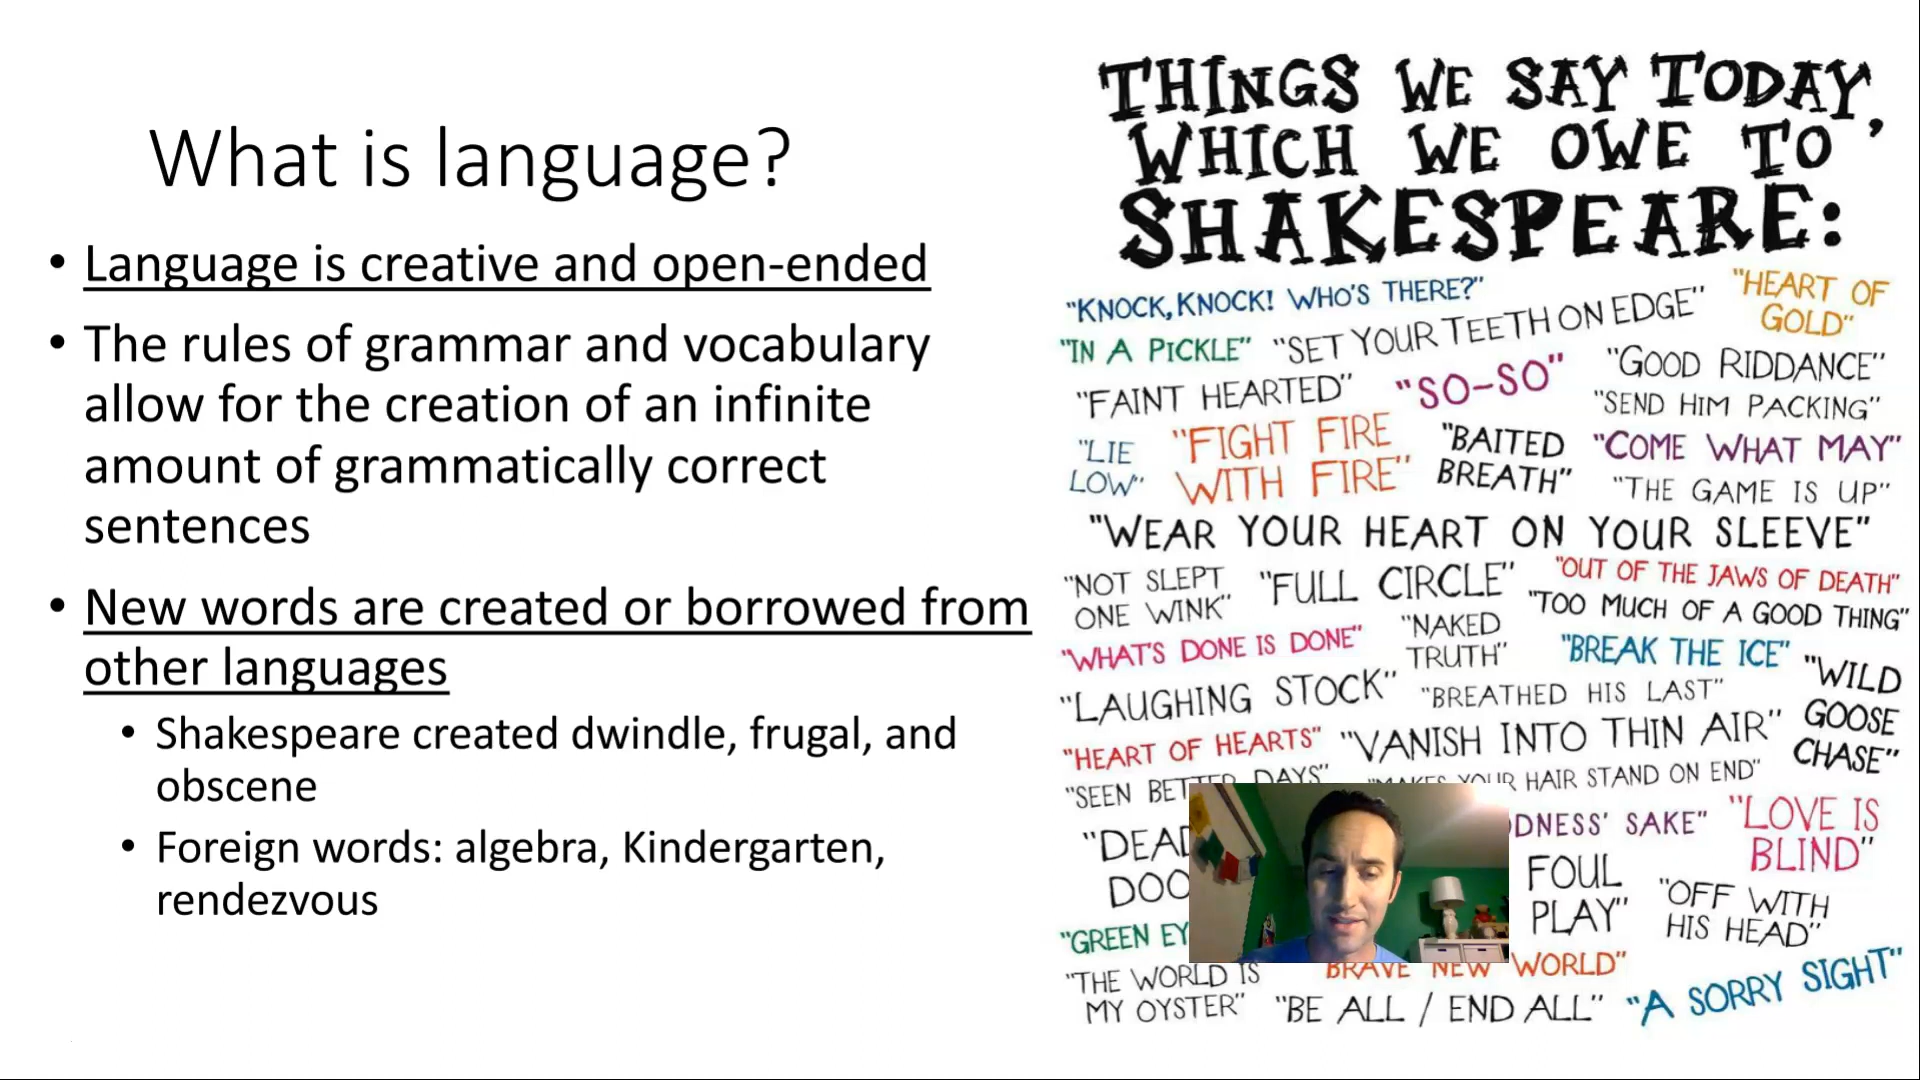 What is language?
• Language is creative and open-ended
• The rules of grammar and vocabulary
allow for the creation of an infinite
amount of grammatically correct
sentences
• New words are created or borrowed from
other languages
• Shakespeare created dwindle, frugal, and
obscene
• Foreign words: algebra, Kindergarten,
rendezvous
THINGS WE SAY TODAY,
WHICH WE OWE TO
SHAKESPEARE:
"KNOCK, KNOCK! WHO'S THERE?"
"HEART OF
GOLD"
"IN A PICKLE"
"SET YOUR TEETH ON EDGE"
"FAINT HEARTED"
"SO-SO"
"GOOD RIDDANCE"
"SEND HIM PACKING"
"LIE
LOW"
"FIGHT FIRE
WITH FIRE"
"BAITED
BREATH"
"COME WHAT MAY"
"THE GAME IS UP"
"WEAR YOUR HEART ON YOUR SLEEVE"
"NOT SLEPT
ONE WINK"
"FULL CIRCLE"
"OUT OF THE JAWS OF DEATH"
"TOO MUCH OF A GOOD THING"
"WHAT'S DONE IS DONE"
"NAKED
TRUTH"
"BREAK THE ICE"
"WILD
GOOSE
CHASE"
"LAUGHING STOCK"
"BREATHED HIS LAST"
"HEART OF HEARTS"
"VANISH INTO THIN AIR"
"SEEN BETTER DAYS"
"MAKES YOUR HAIR STAND ON END"
"DEAD
DOO
DNESS' SAKE"
"LOVE IS
BLIND"
FOUL
PLAY"
"OFF WITH
HIS HEAD"
"GREEN EY
"THE WORLD IS
MY OYSTER"
BRAVE NEW WORLD"
"BE ALL / END ALL"
"A SORRY SIGHT"